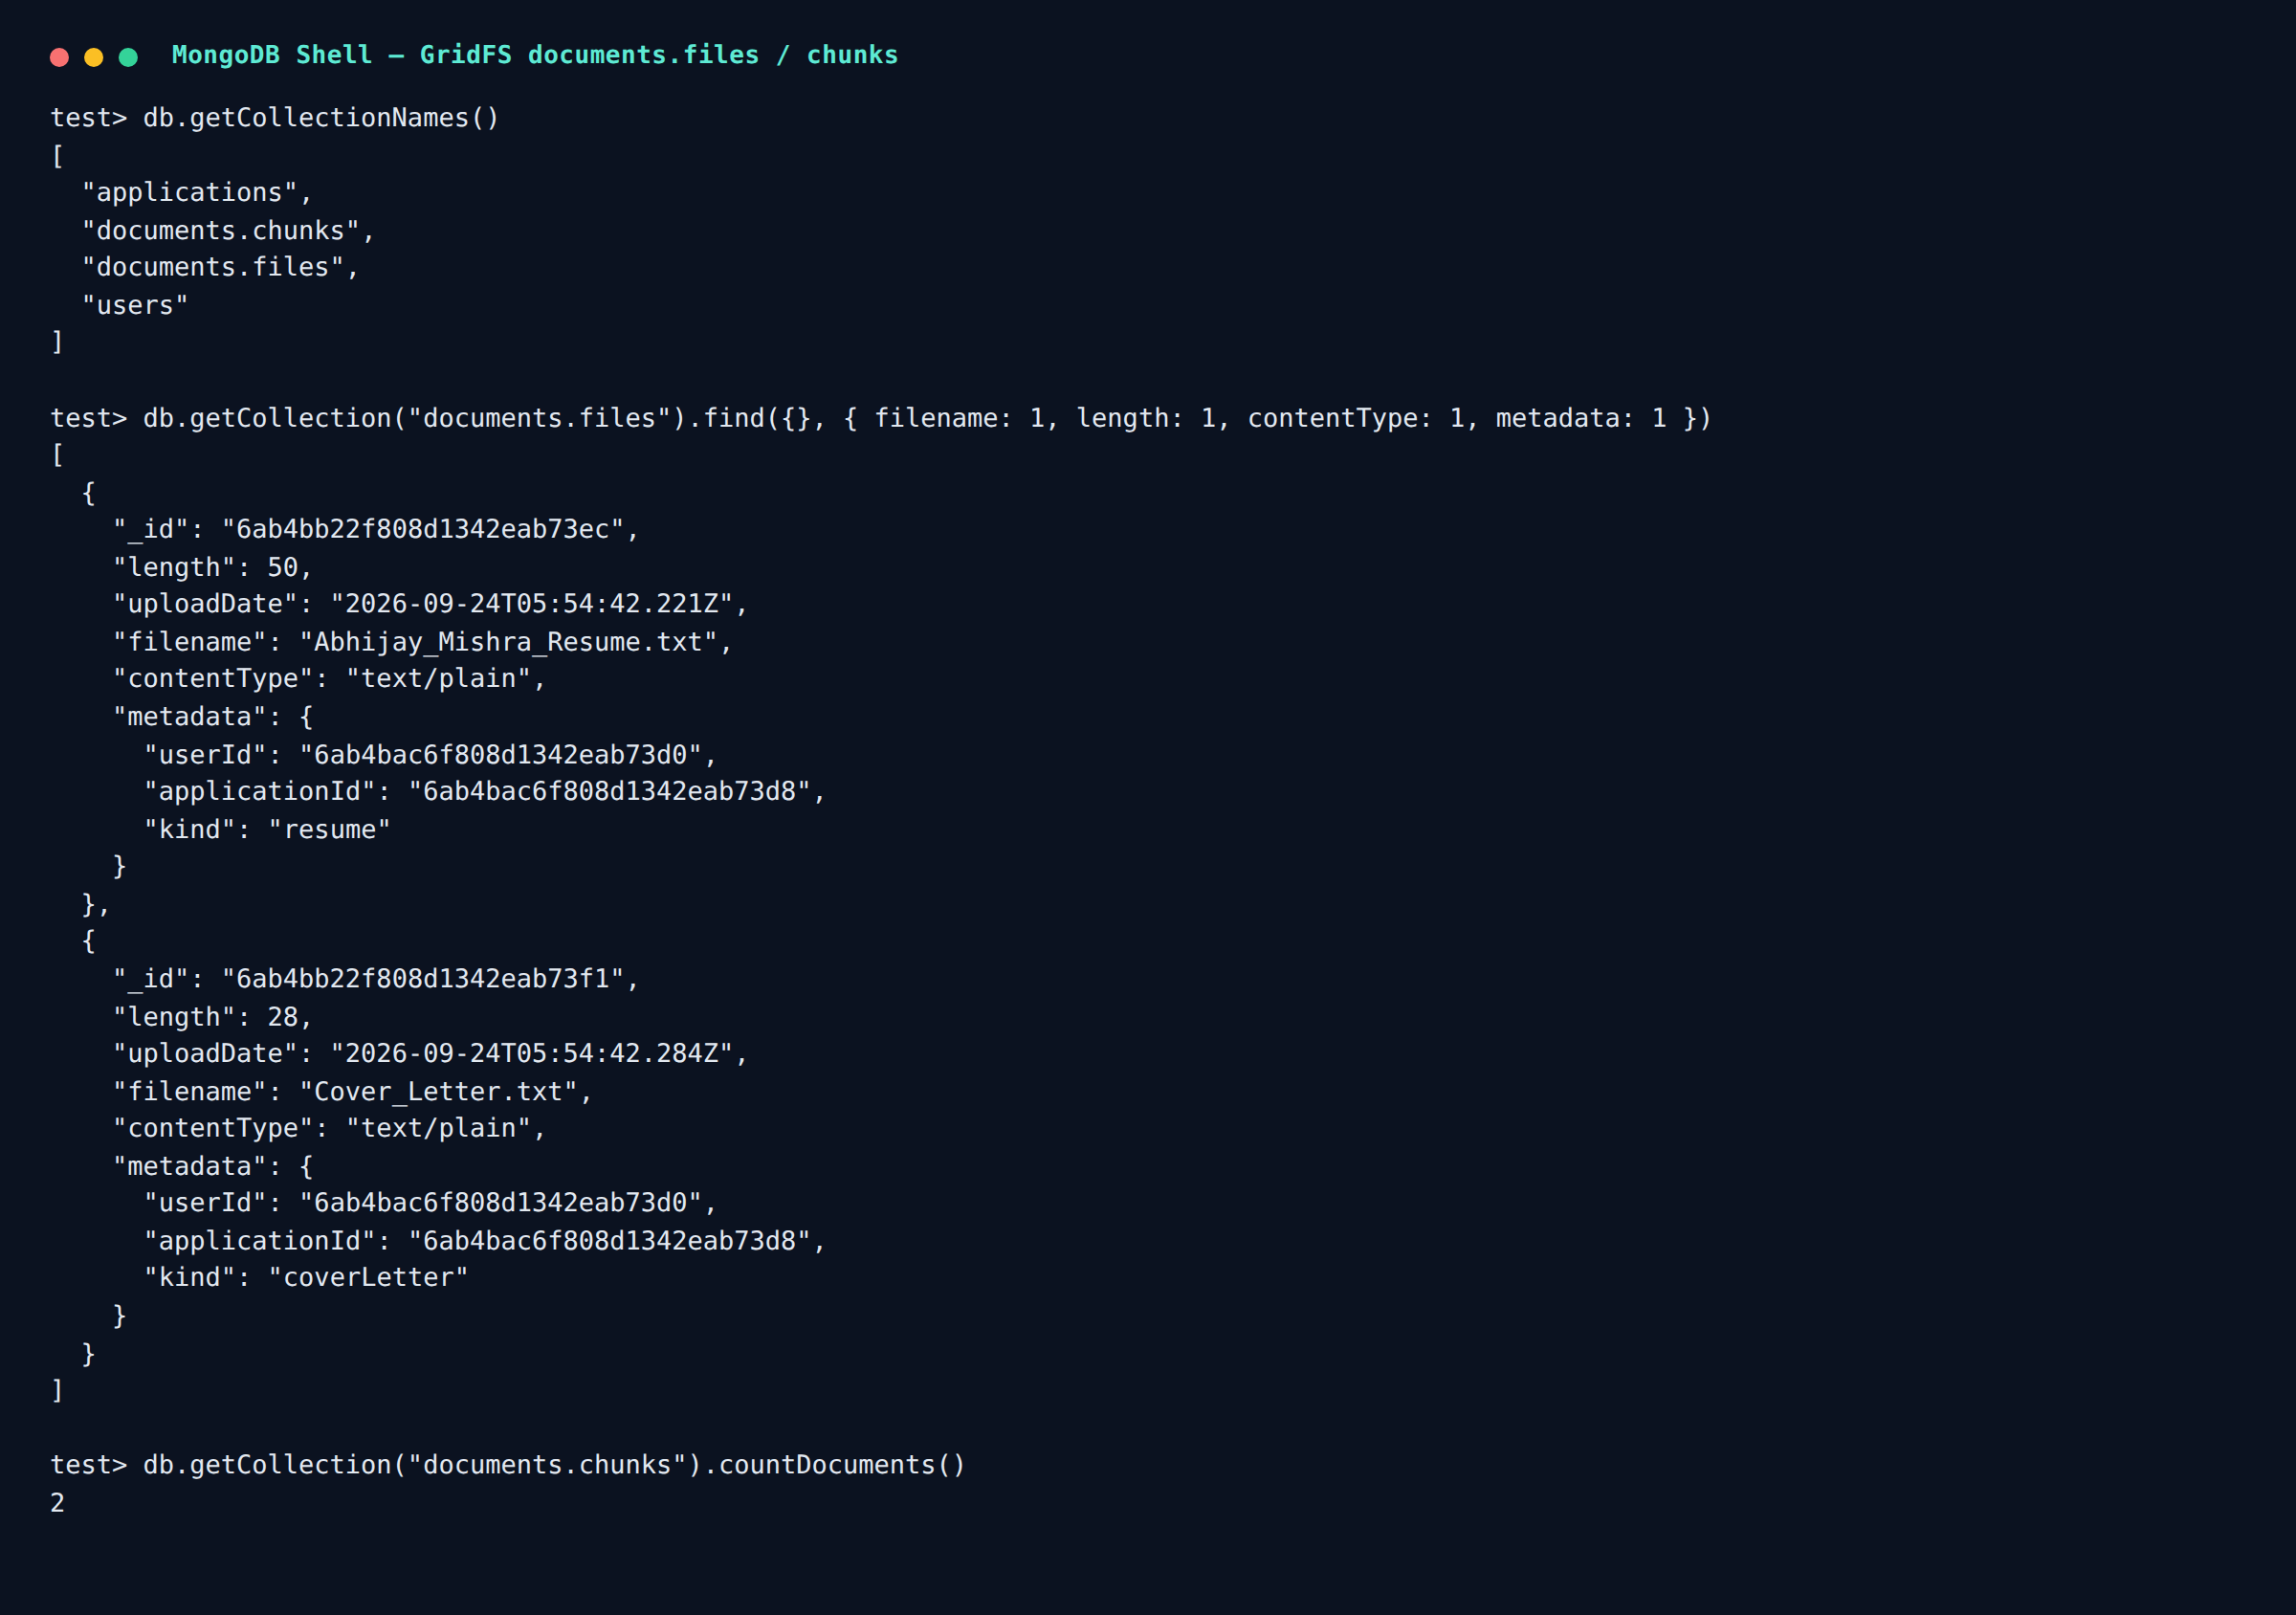 MongoDB Shell — GridFS documents.files / chunks
test> db.getCollectionNames()
[
  "applications",
  "documents.chunks",
  "documents.files",
  "users"
]

test> db.getCollection("documents.files").find({}, { filename: 1, length: 1, contentType: 1, metadata: 1 })
[
  {
    "_id": "6ab4bb22f808d1342eab73ec",
    "length": 50,
    "uploadDate": "2026-09-24T05:54:42.221Z",
    "filename": "Abhijay_Mishra_Resume.txt",
    "contentType": "text/plain",
    "metadata": {
      "userId": "6ab4bac6f808d1342eab73d0",
      "applicationId": "6ab4bac6f808d1342eab73d8",
      "kind": "resume"
    }
  },
  {
    "_id": "6ab4bb22f808d1342eab73f1",
    "length": 28,
    "uploadDate": "2026-09-24T05:54:42.284Z",
    "filename": "Cover_Letter.txt",
    "contentType": "text/plain",
    "metadata": {
      "userId": "6ab4bac6f808d1342eab73d0",
      "applicationId": "6ab4bac6f808d1342eab73d8",
      "kind": "coverLetter"
    }
  }
]

test> db.getCollection("documents.chunks").countDocuments()
2